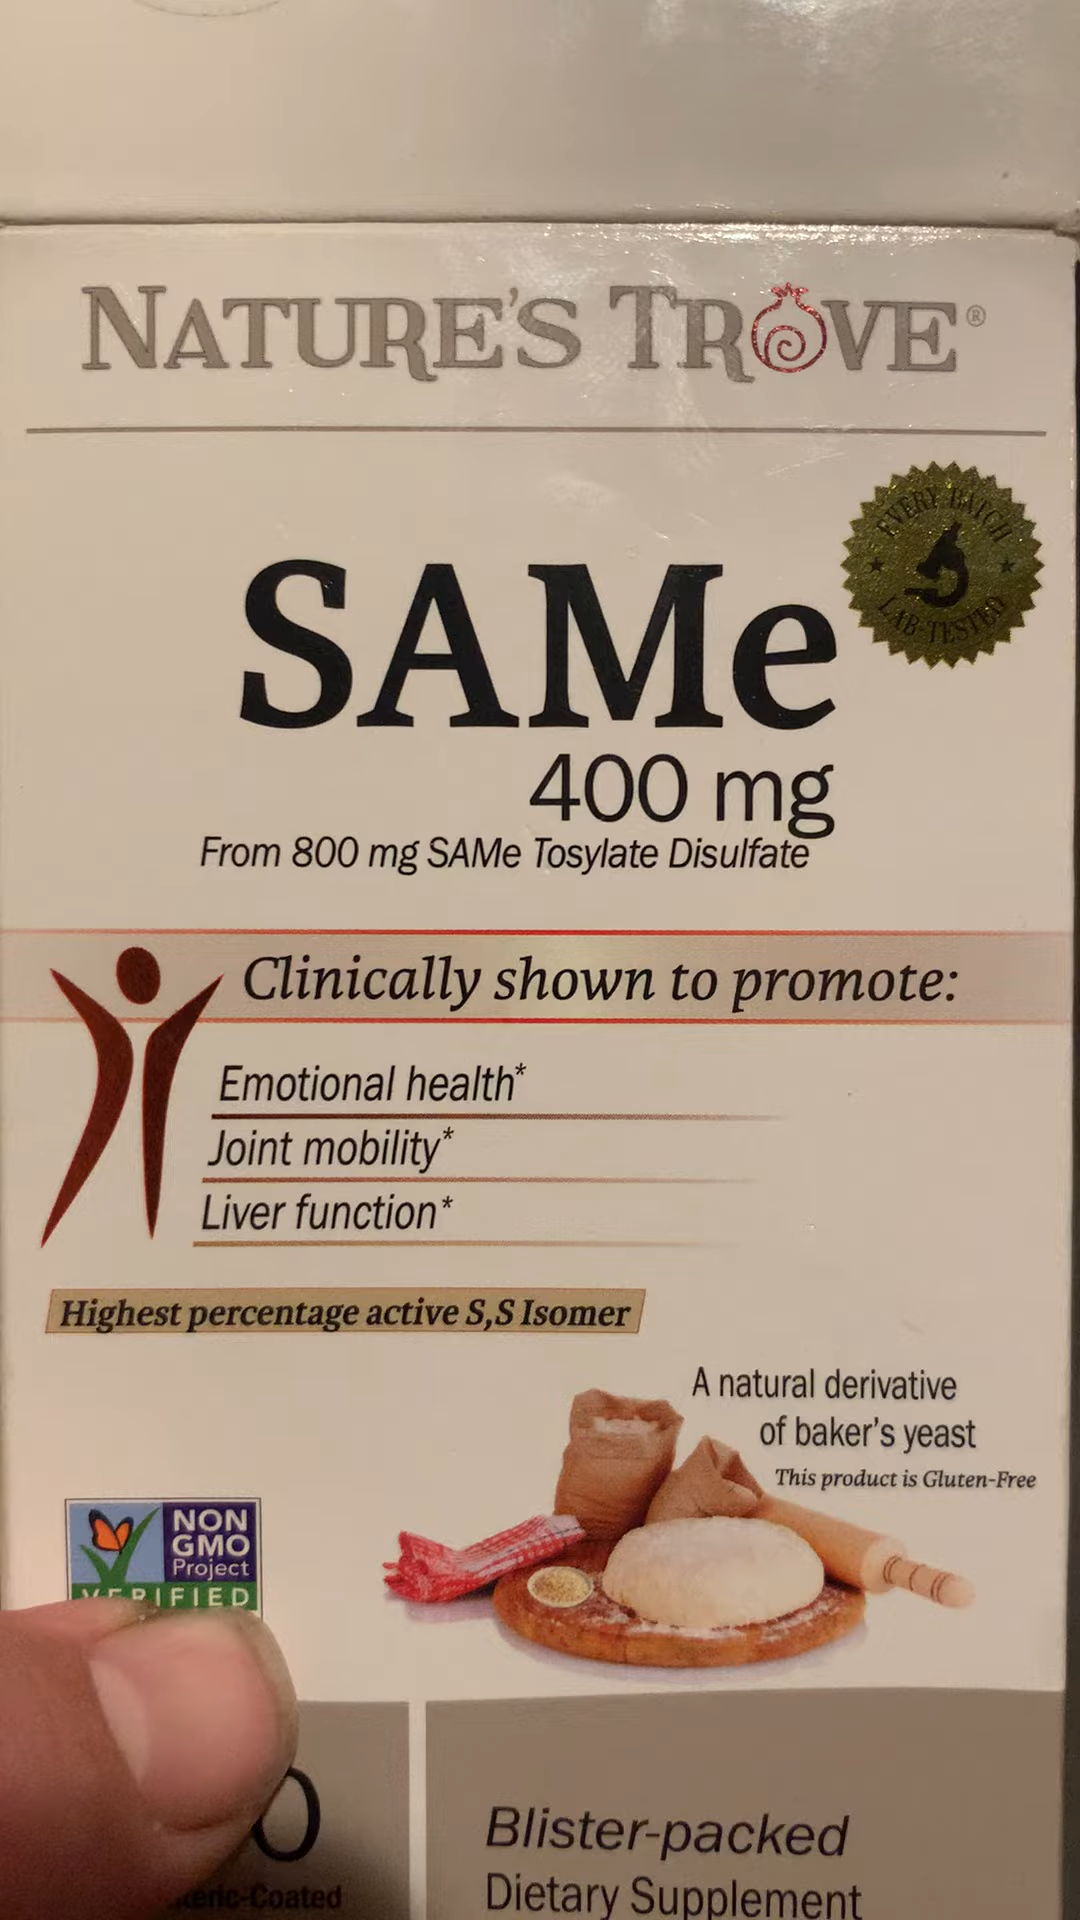 NATURE'S TROVE®
EVERY BATCH
LAB-TESTED
SAMe
400 mg
From 800 mg SAMe Tosylate Disulfate
Clinically shown to promote:
Emotional health*
Joint mobility*
Liver function*
Highest percentage active S,S Isomer
A natural derivative
of baker's yeast
This product is Gluten-Free
NON
GMO
Project
VERIFIED
Blister-packed
Dietary Supplement
Coated